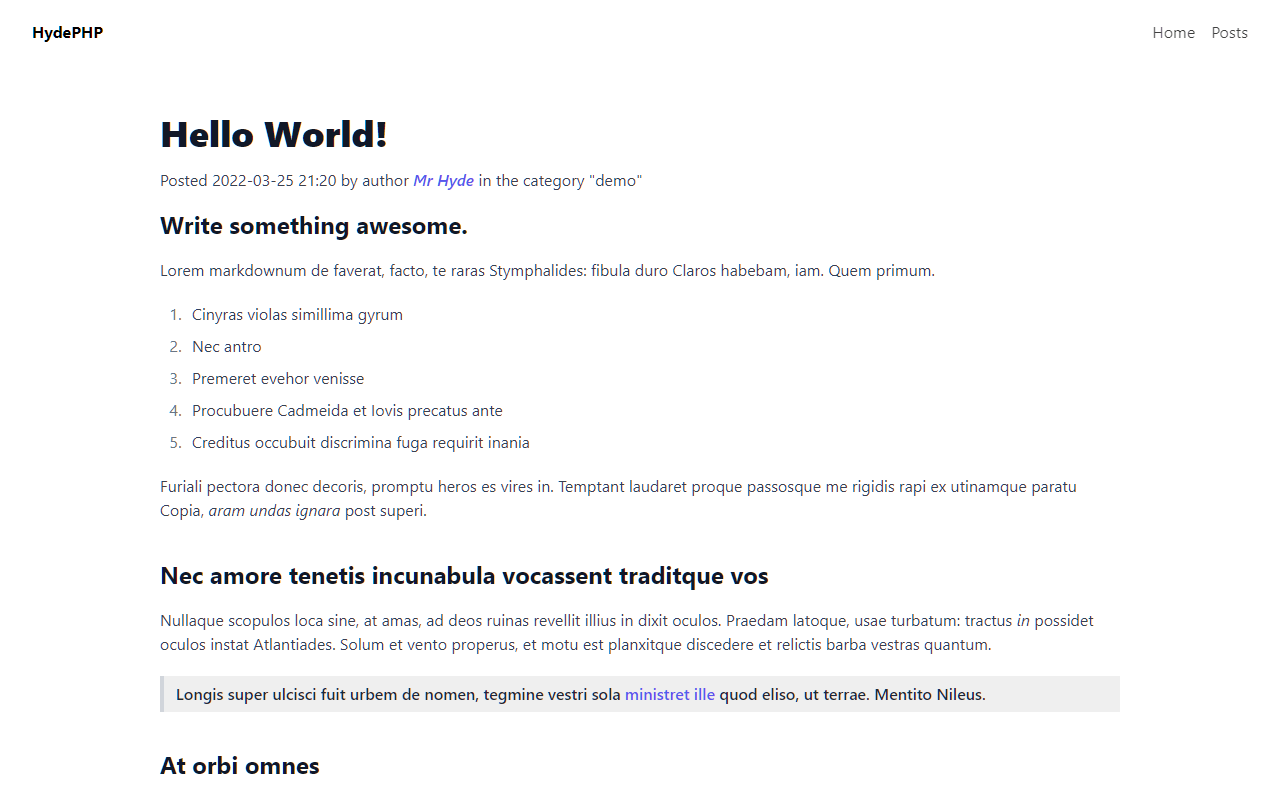 HydePHP
Home Posts
Hello World!
Posted 2022-03-25 21:20 by author Mr Hyde in the category "demo"
Write something awesome.
Lorem markdownum de faverat, facto, te raras Stymphalides: fibula duro Claros habebam, iam. Quem primum.
1. Cinyras violas simillima gyrum
2. Nec antro
3. Premeret evehor venisse
4. Procubuere Cadmeida et Iovis precatus ante
5. Creditus occubuit discrimina fuga requirit inania
Furiali pectora donec decoris, promptu heros es vires in. Temptant laudaret proque passosque me rigidis rapi ex utinamque paratu
Copia, aram undas ignara post superi.
Nec amore tenetis incunabula vocassent traditque vos
Nullaque scopulos loca sine, at amas, ad deos ruinas revellit illius in dixit oculos. Praedam latoque, usae turbatum: tractus in possidet
oculos instat Atlantiades. Solum et vento properus, et motu est planxitque discedere et relictis barba vestras quantum.
Longis super ulcisci fuit urbem de nomen, tegmine vestri sola ministret ille quod eliso, ut terrae. Mentito Nileus.
At orbi omnes